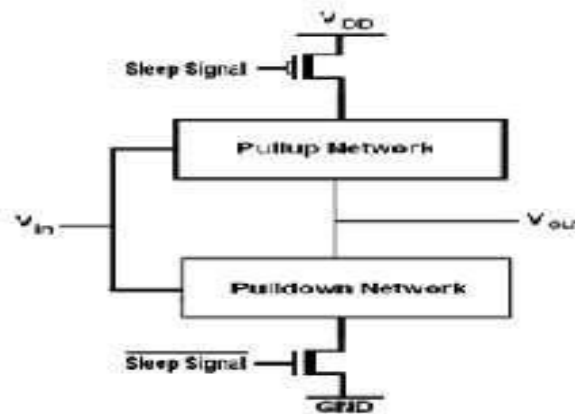 VDD
Sleep Signal
Pullup Network
Vin
Vout
Pulldown Network
Sleep Signal
GND